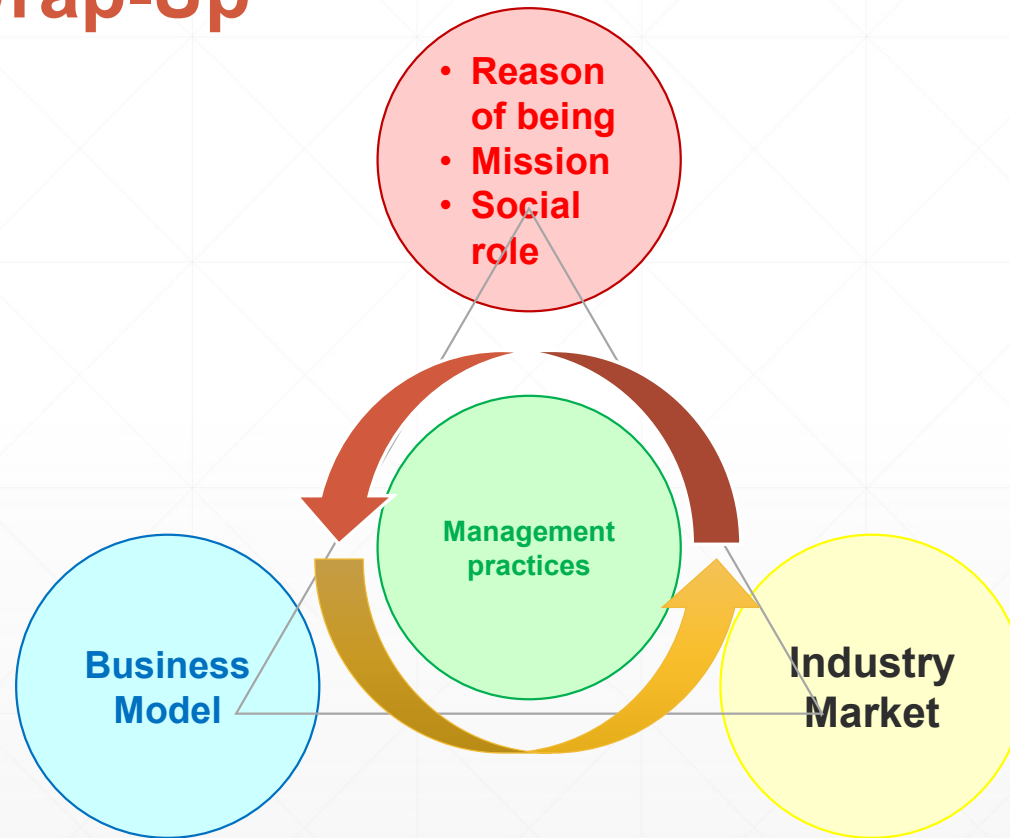 • Reason
of being
• Mission
• Social
role
Management
practices
Business
Model
Industry
Market